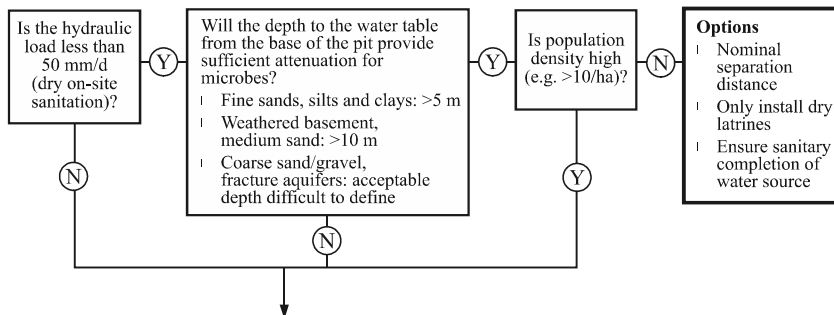 Is the hydraulic
load less than
50 mm/d
(dry on-site
sanitation)?
Y
N
Will the depth to the water table
from the base of the pit provide
sufficient attenuation for
microbes?
Fine sands, silts and clays: >5 m
Weathered basement,
medium sand: >10 m
Coarse sand/gravel,
fracture aquifers: acceptable
depth difficult to define
Y
N
Is population
density high
(e.g. >10/ha)?
N
Y
Options
Nominal
separation
distance
Only install dry
latrines
Ensure sanitary
completion of
water source